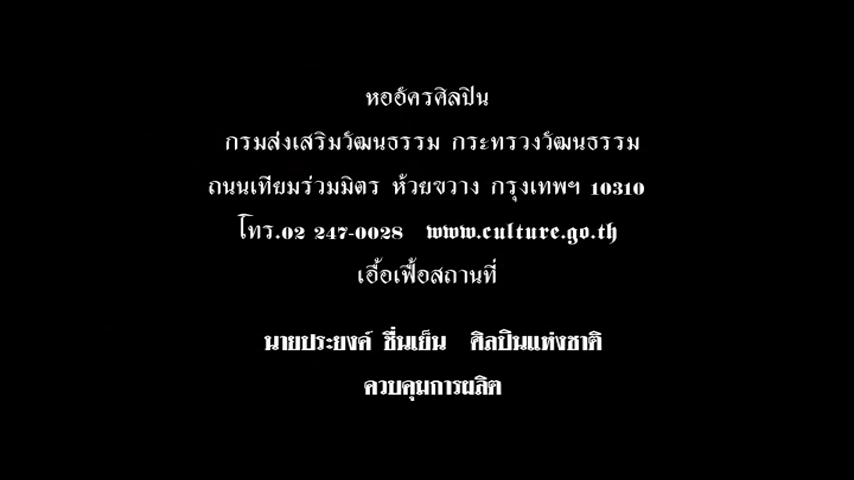 หออัครศิลปิน
กรมส่งเสริมวัฒนธรรม กระทรวงวัฒนธรรม
ถนนเทียมร่วมมิตร ห้วยขวาง กรุงเทพฯ 10310
โทร.02 247-0028 www.culture.go.th
เอื้อเฟื้อสถานที่
นายประยงค์ ชื่นเย็น ศิลปินแห่งชาติ
ควบคุมการผลิต